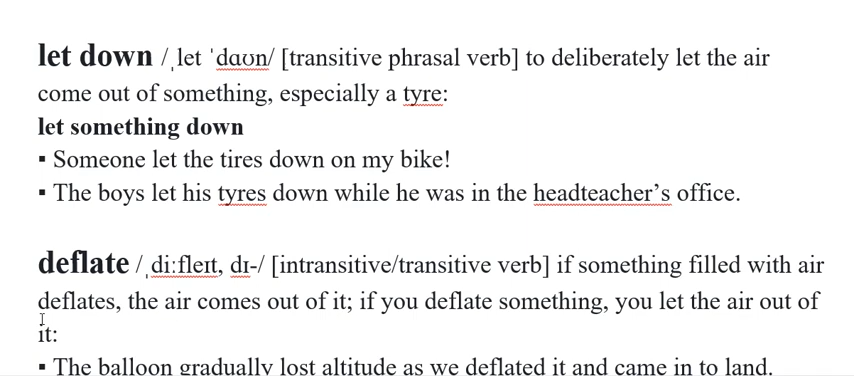 let down /ˌlet ˈdaʊn/ [transitive phrasal verb] to deliberately let the air
come out of something, especially a tyre:
let something down
▪ Someone let the tires down on my bike!
▪ The boys let his tyres down while he was in the headteacher’s office.
deflate /ˌdiːfleɪt, dɪ-/ [intransitive/transitive verb] if something filled with air
deflates, the air comes out of it; if you deflate something, you let the air out of
it:
▪ The balloon gradually lost altitude as we deflated it and came in to land.